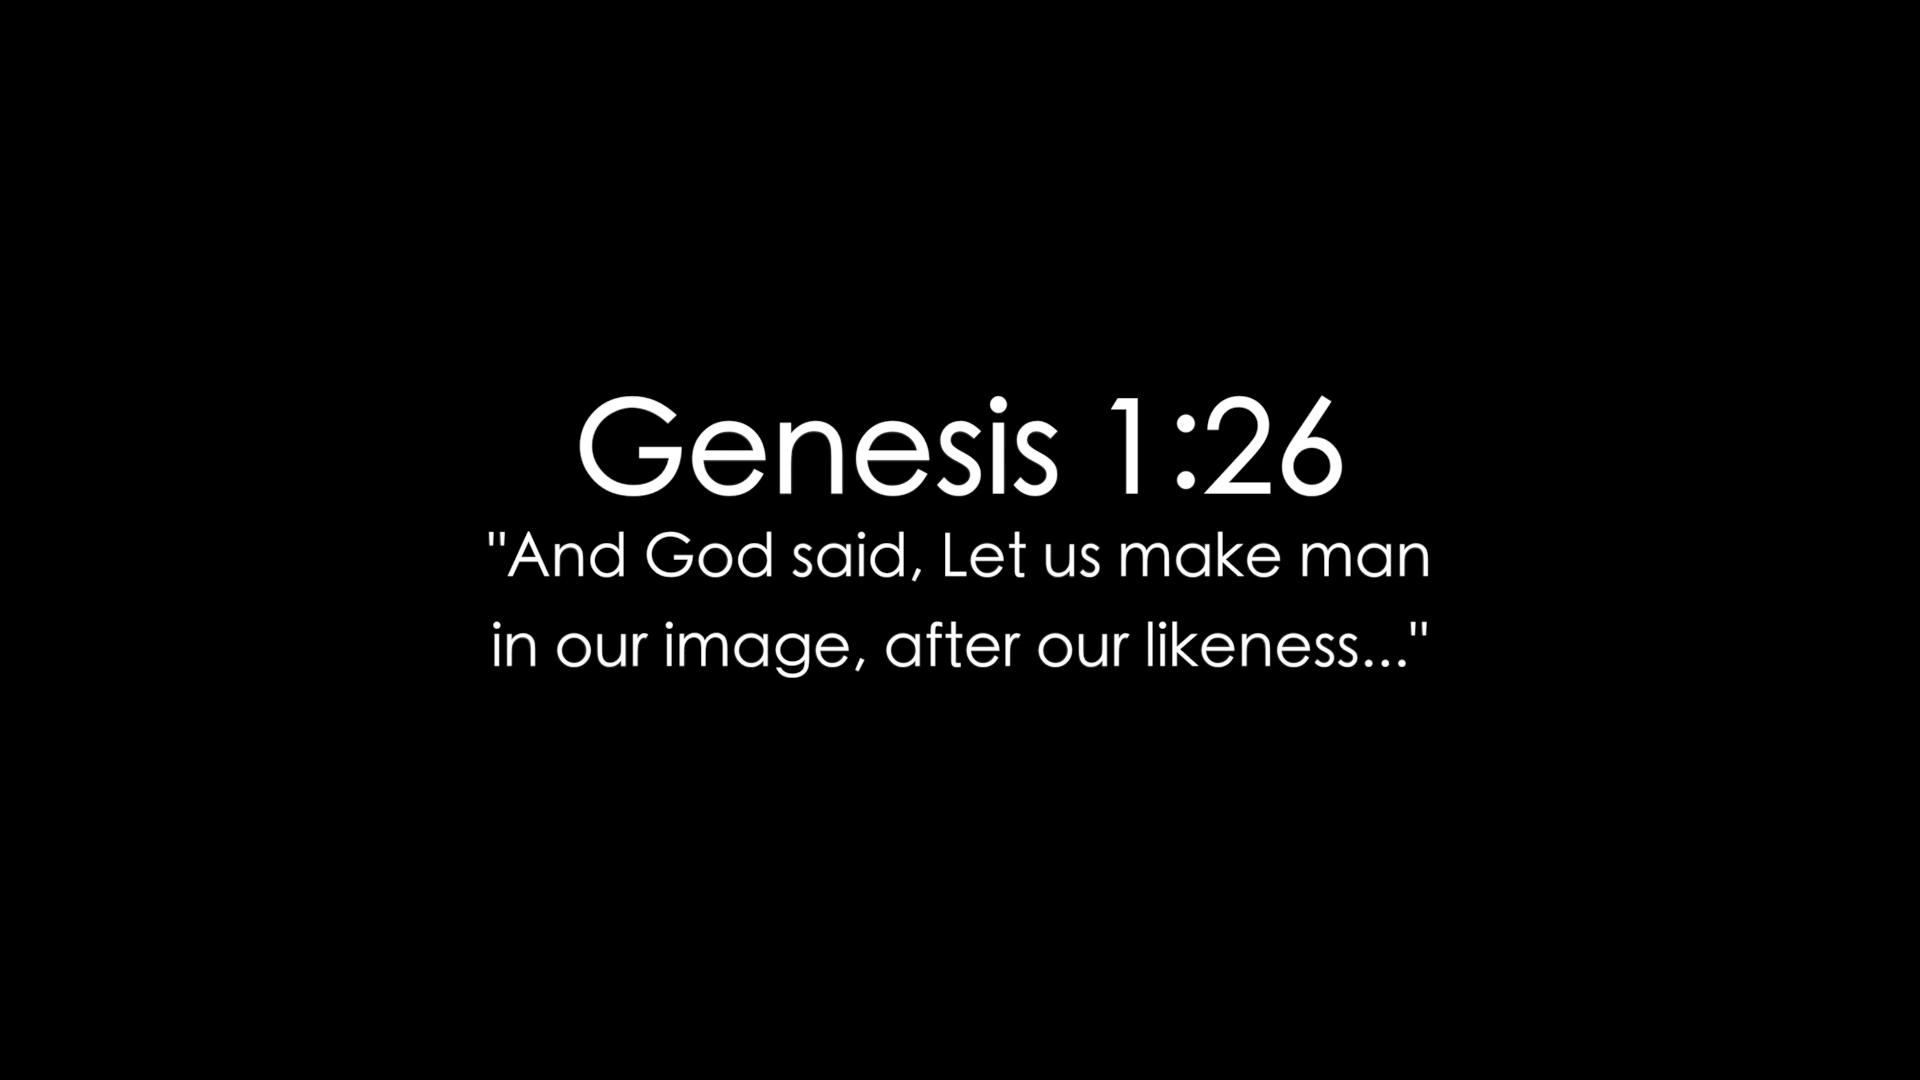 Genesis 1:26
"And God said, Let us make man
in our image, after our likeness..."